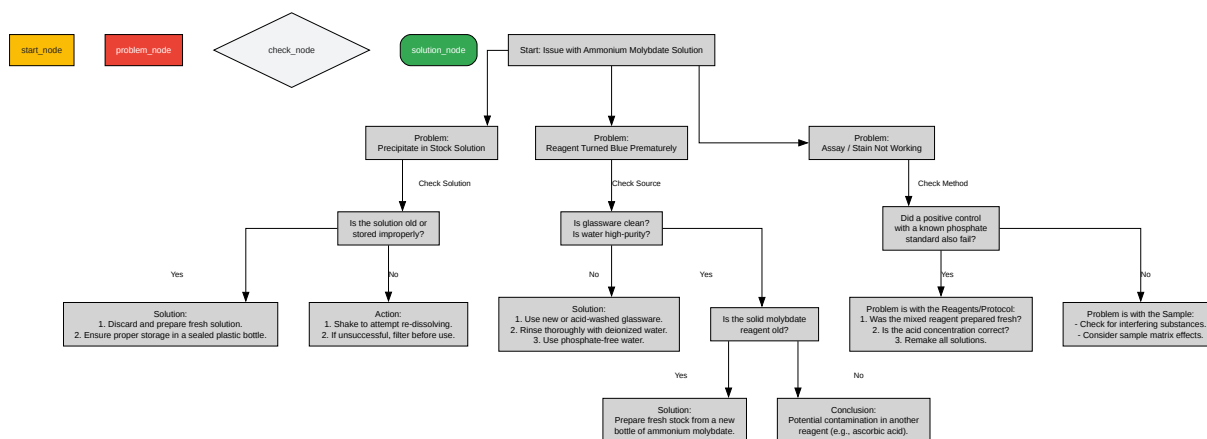 start_node
problem_node
check_node
solution_node
Start: Issue with Ammonium Molybdate Solution
Problem:
Precipitate in Stock Solution
Problem:
Reagent Turned Blue Prematurely
Problem:
Assay / Stain Not Working
Check Solution
Check Source
Check Method
Is the solution old or
stored improperly?
Is glassware clean?
Is water high-purity?
Did a positive control
with a known phosphate
standard also fail?
Yes
No
No
Yes
Yes
No
Solution:
1. Discard and prepare fresh solution.
2. Ensure proper storage in a sealed plastic bottle.
Action:
1. Shake to attempt re-dissolving.
2. If unsuccessful, filter before use.
Solution:
1. Use new or acid-washed glassware.
2. Rinse thoroughly with deionized water.
3. Use phosphate-free water.
Is the solid molybdate
reagent old?
Problem is with the Reagents/Protocol:
1. Was the mixed reagent prepared fresh?
2. Is the acid concentration correct?
3. Remake all solutions.
Problem is with the Sample:
- Check for interfering substances.
- Consider sample matrix effects.
Yes
No
Solution:
Prepare fresh stock from a new
bottle of ammonium molybdate.
Conclusion:
Potential contamination in another
reagent (e.g., ascorbic acid).